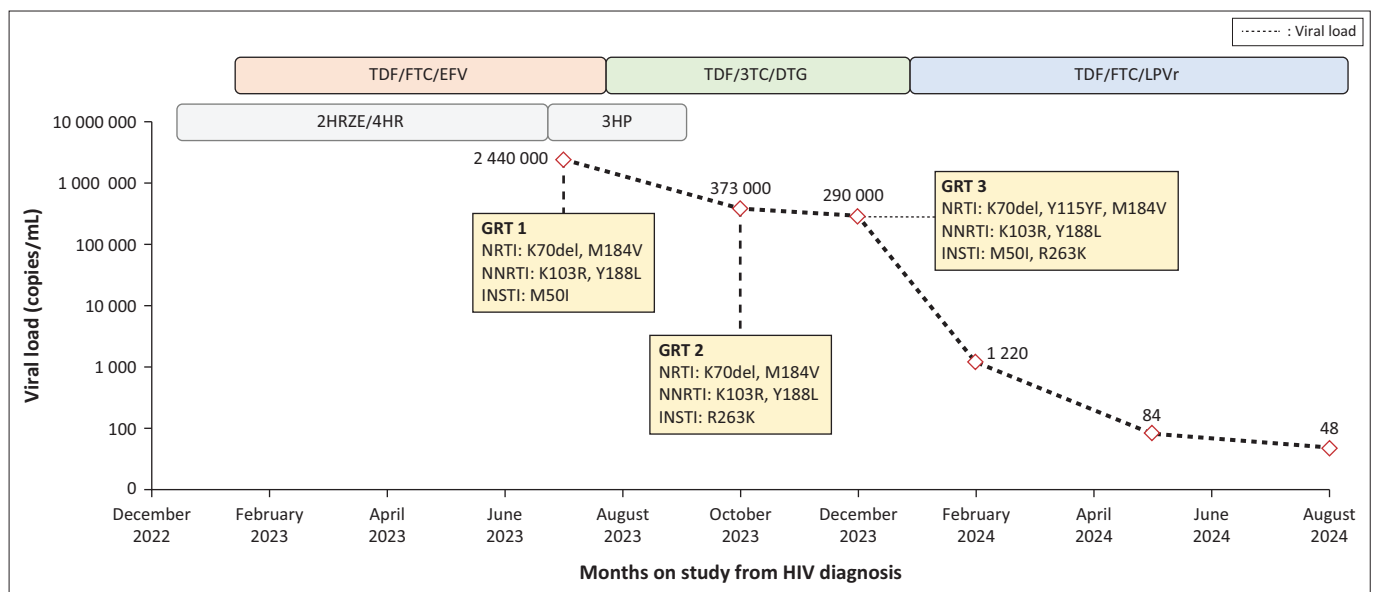 : Viral load
TDF/FTC/EFV
TDF/3TC/DTG
TDF/FTC/LPVr
2HRZE/4HR
3HP
Viral load (copies/mL)
10 000 000
1 000 000
100 000
10 000
1 000
100
0
2 440 000
373 000
290 000
1 220
84
48
GRT 1
NRTI: K70del, M184V
NNRTI: K103R, Y188L
INSTI: M50I
GRT 2
NRTI: K70del, M184V
NNRTI: K103R, Y188L
INSTI: R263K
GRT 3
NRTI: K70del, Y115YF, M184V
NNRTI: K103R, Y188L
INSTI: M50I, R263K
December
2022
February
2023
April
2023
June
2023
August
2023
October
2023
December
2023
February
2024
April
2024
June
2024
August
2024
Months on study from HIV diagnosis